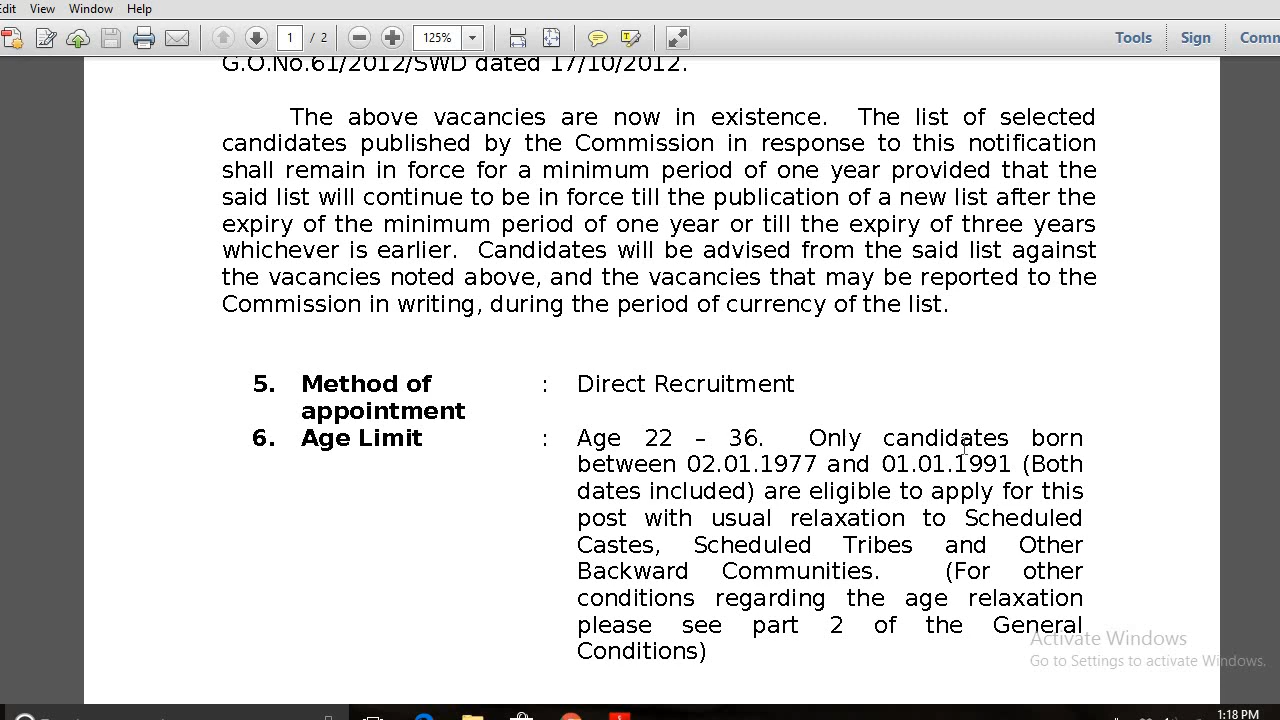 Edit View Window Help
1 / 2 125% Tools Sign Comm
G.O.No.61/2012/SWD dated 17/10/2012.
The above vacancies are now in existence. The list of selected
candidates published by the Commission in response to this notification
shall remain in force for a minimum period of one year provided that the
said list will continue to be in force till the publication of a new list after the
expiry of the minimum period of one year or till the expiry of three years
whichever is earlier. Candidates will be advised from the said list against
the vacancies noted above, and the vacancies that may be reported to the
Commission in writing, during the period of currency of the list.
5. Method of : Direct Recruitment
appointment
6. Age Limit : Age 22 – 36. Only candidates born
between 02.01.1977 and 01.01.1991 (Both
dates included) are eligible to apply for this
post with usual relaxation to Scheduled
Castes, Scheduled Tribes and Other
Backward Communities. (For other
conditions regarding the age relaxation
please see part 2 of the General
Conditions)
Activate Windows
Go to Settings to activate Windows.
1:18 PM